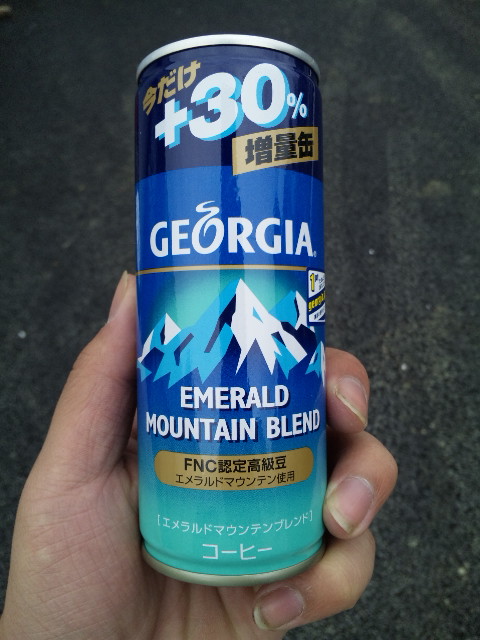 今だけ
+30%
増量缶
GEORGIA
EMERALD
MOUNTAIN BLEND
FNC認定高級豆
エメラルドマウンテン使用
[エメラルドマウンテンブレンド]
コーヒー